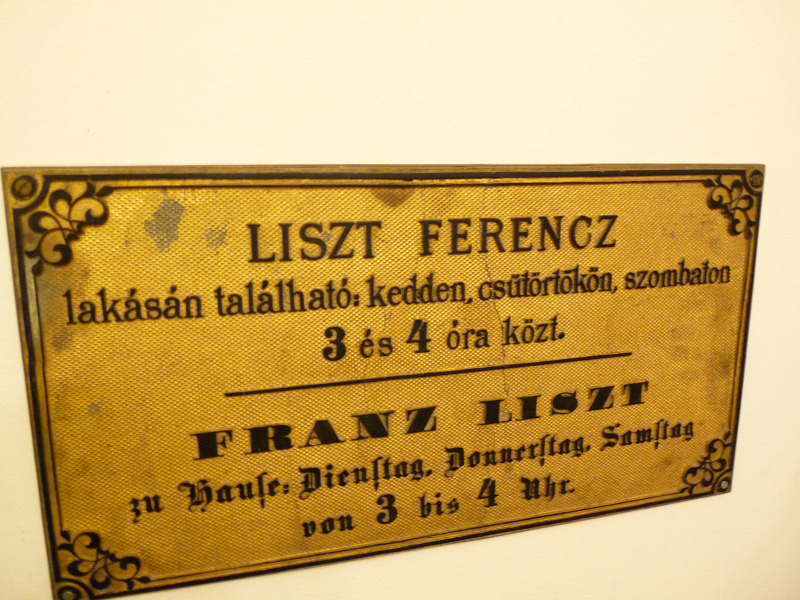 LISZT FERENCZ
lakásán található: kedden, csütörtökön, szombaton
3 és 4 óra közt.
FRANZ LISZT
zu Hauſe: Dienſtag, Donnerſtag, Samſtag
von 3 bis 4 Uhr.